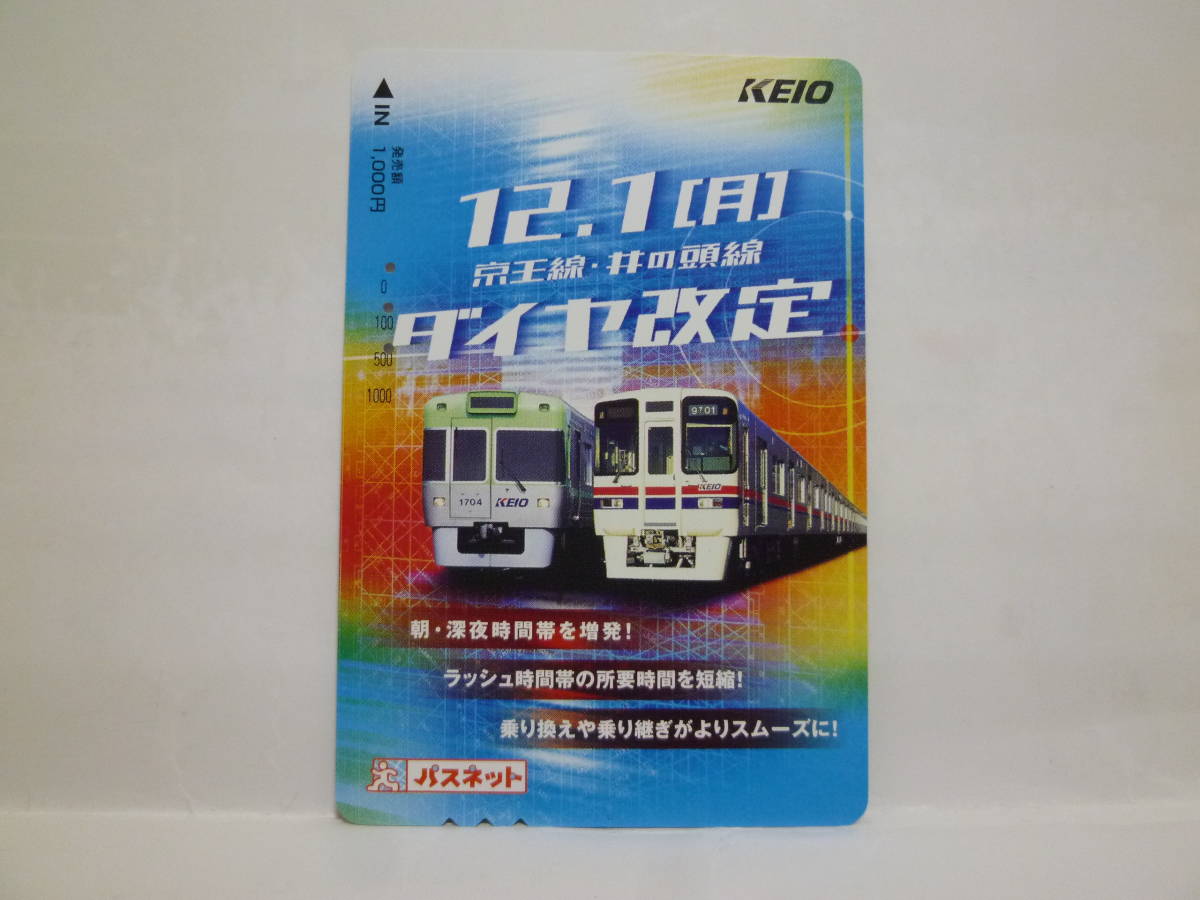 KEIO
◀IN
発売額
1,000円
12.1[月]
京王線・井の頭線
ダイヤ改定
0
100
500
1000
9701
KEIO
1704
KEIO
朝・深夜時間帯を増発!
ラッシュ時間帯の所要時間を短縮!
乗り換えや乗り継ぎがよりスムーズに!
パスネット